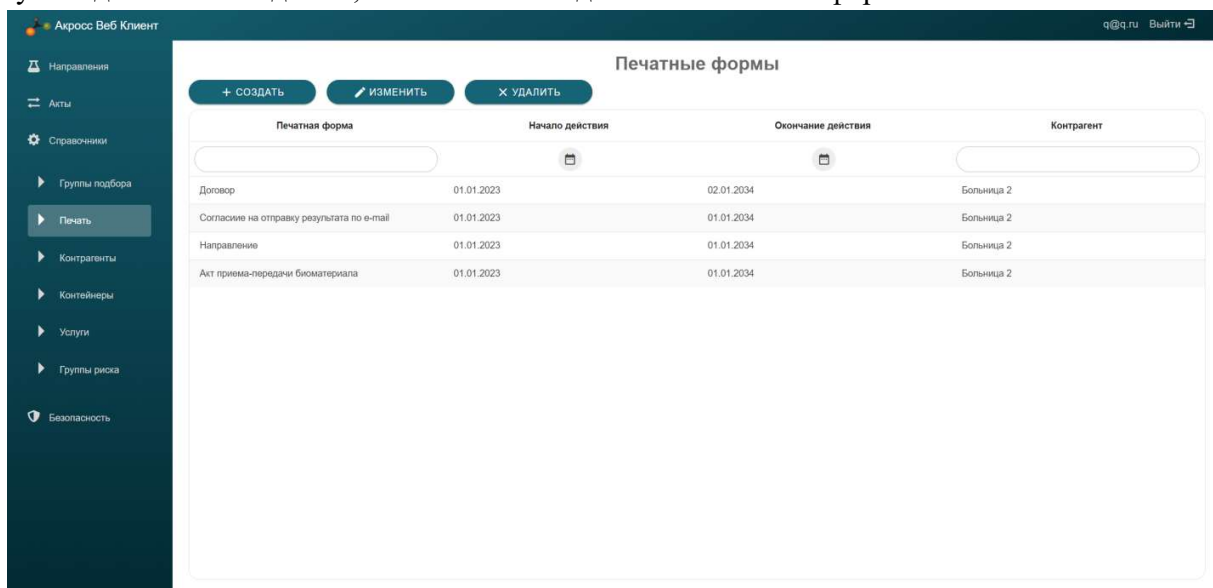 Акросс Веб Клиент
q@q.ru Выйти
Направления
Акты
Справочники
Группы подбора
Печать
Контрагенты
Контейнеры
Услуги
Группы риска
Безопасность
Печатные формы
+ СОЗДАТЬ ИЗМЕНИТЬ УДАЛИТЬ
Печатная форма Начало действия Окончание действия Контрагент
Договор 01.01.2023 02.01.2034 Больница 2
Согласиие на отправку результата по e-mail 01.01.2023 01.01.2034 Больница 2
Направление 01.01.2023 01.01.2034 Больница 2
Акт приема-передачи биоматериала 01.01.2023 01.01.2034 Больница 2